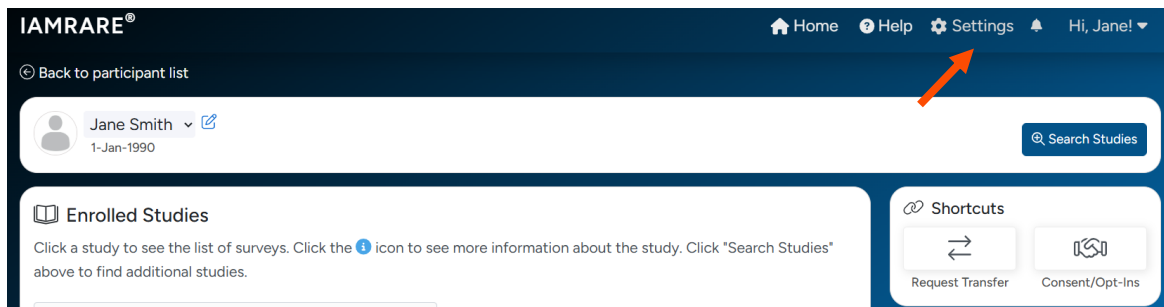 IAMRARE®
Home Help Settings Hi, Jane!
Back to participant list
Jane Smith
1-Jan-1990
Search Studies
Enrolled Studies
Click a study to see the list of surveys. Click the i icon to see more information about the study. Click "Search Studies"
above to find additional studies.
Shortcuts
Request Transfer
Consent/Opt-Ins